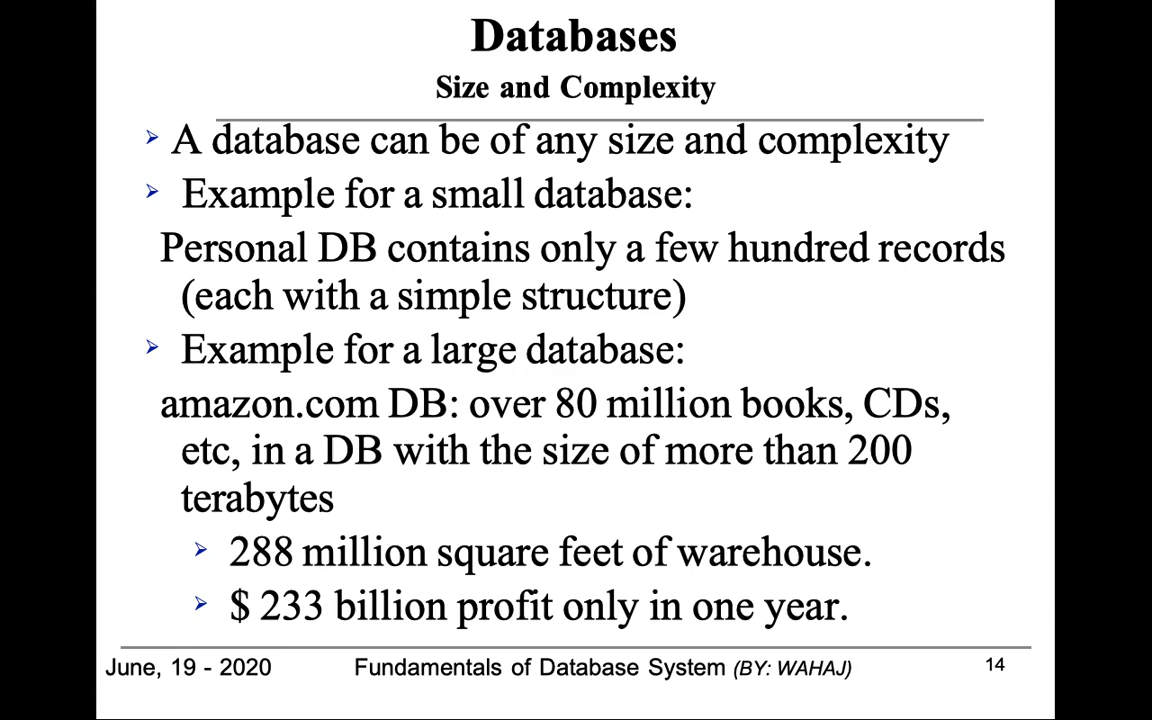 Databases
Size and Complexity
➢ A database can be of any size and complexity
➢ Example for a small database:
Personal DB contains only a few hundred records
(each with a simple structure)
➢ Example for a large database:
amazon.com DB: over 80 million books, CDs,
etc, in a DB with the size of more than 200
terabytes
➢ 288 million square feet of warehouse.
➢ $ 233 billion profit only in one year.
June, 19 - 2020 Fundamentals of Database System (BY: WAHAJ) 14